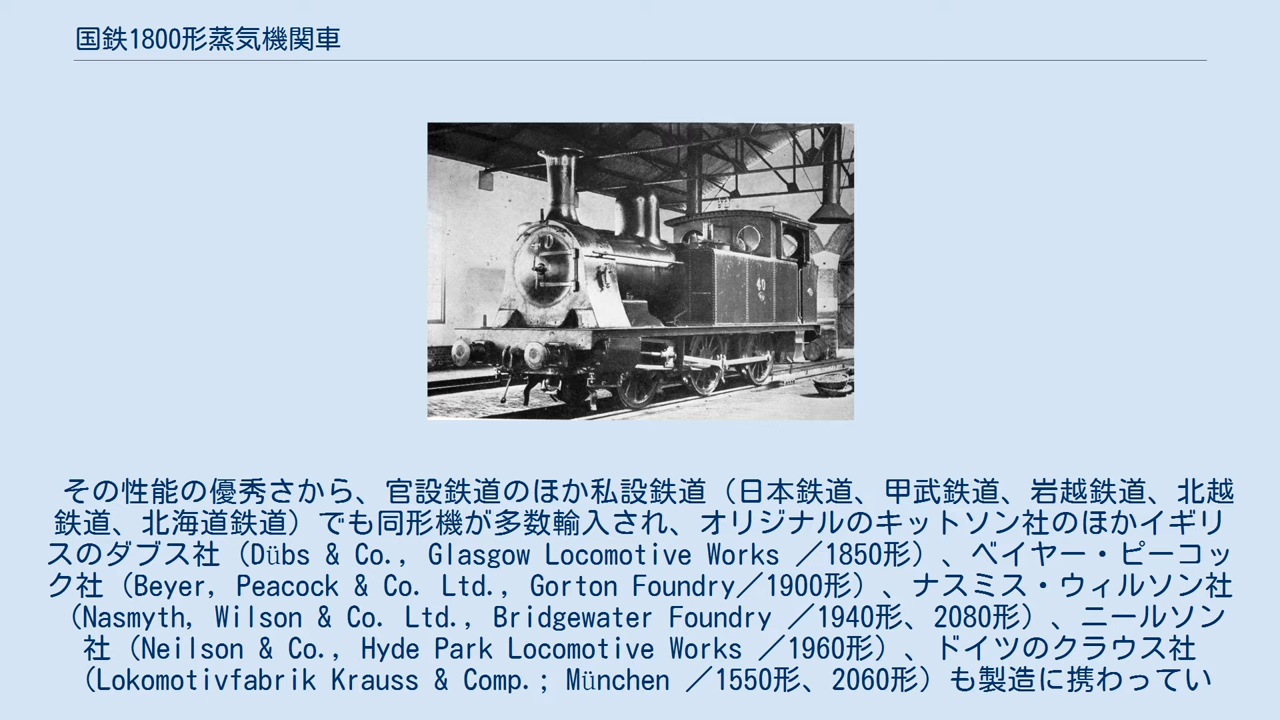 国鉄1800形蒸気機関車
40
40
その性能の優秀さから、官設鉄道のほか私設鉄道（日本鉄道、甲武鉄道、岩越鉄道、北越
鉄道、北海道鉄道）でも同形機が多数輸入され、オリジナルのキットソン社のほかイギリ
スのダブス社（Dübs & Co., Glasgow Locomotive Works ／1850形）、ベイヤー・ピーコッ
ク社（Beyer, Peacock & Co. Ltd., Gorton Foundry／1900形）、ナスミス・ウィルソン社
（Nasmyth, Wilson & Co. Ltd., Bridgewater Foundry ／1940形、2080形）、ニールソン
社（Neilson & Co., Hyde Park Locomotive Works ／1960形）、ドイツのクラウス社
（Lokomotivfabrik Krauss & Comp.; München ／1550形、2060形）も製造に携わってい